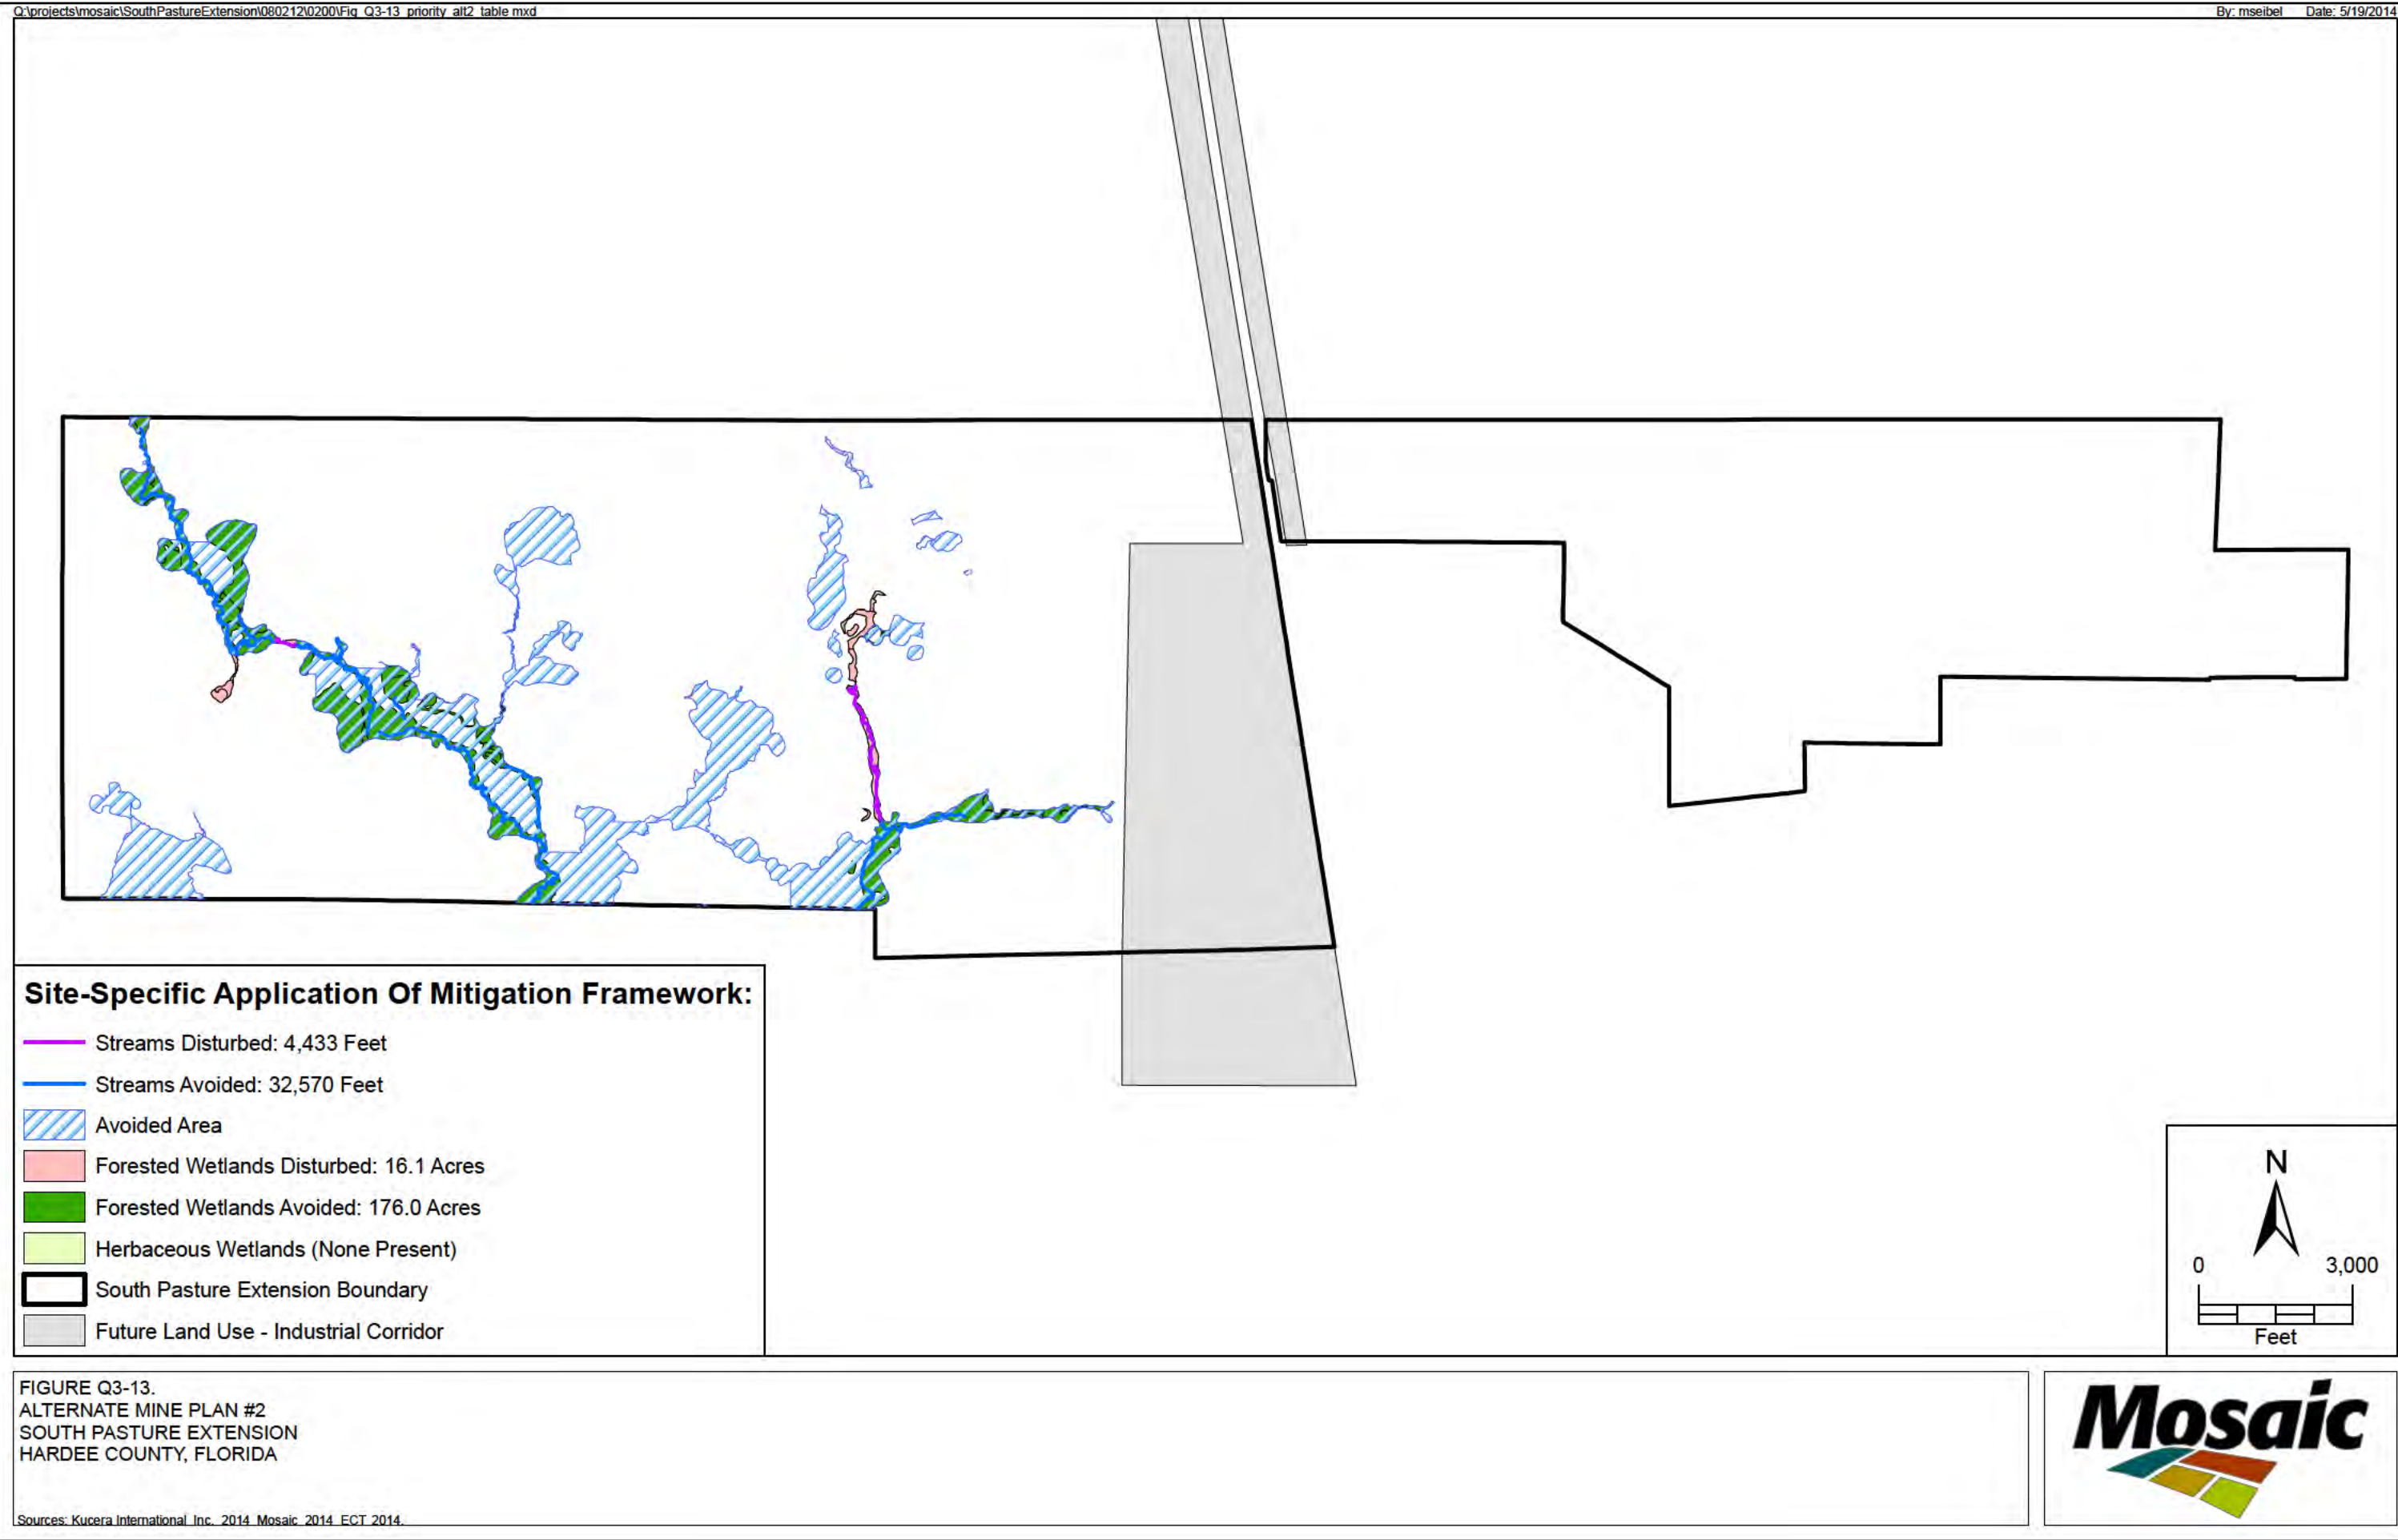 Q:\projects\mosaic\SouthPastureExtension\080212\0200\Fig_Q3-13_priority_alt2_table.mxd
By: mseibel Date: 5/19/2014
Site-Specific Application Of Mitigation Framework:
Streams Disturbed: 4,433 Feet
Streams Avoided: 32,570 Feet
Avoided Area
Forested Wetlands Disturbed: 16.1 Acres
Forested Wetlands Avoided: 176.0 Acres
Herbaceous Wetlands (None Present)
South Pasture Extension Boundary
Future Land Use - Industrial Corridor
N
0 3,000
Feet
FIGURE Q3-13.
ALTERNATE MINE PLAN #2
SOUTH PASTURE EXTENSION
HARDEE COUNTY, FLORIDA
Sources: Kucera International Inc. 2014 Mosaic 2014 ECT 2014.
Mosaic